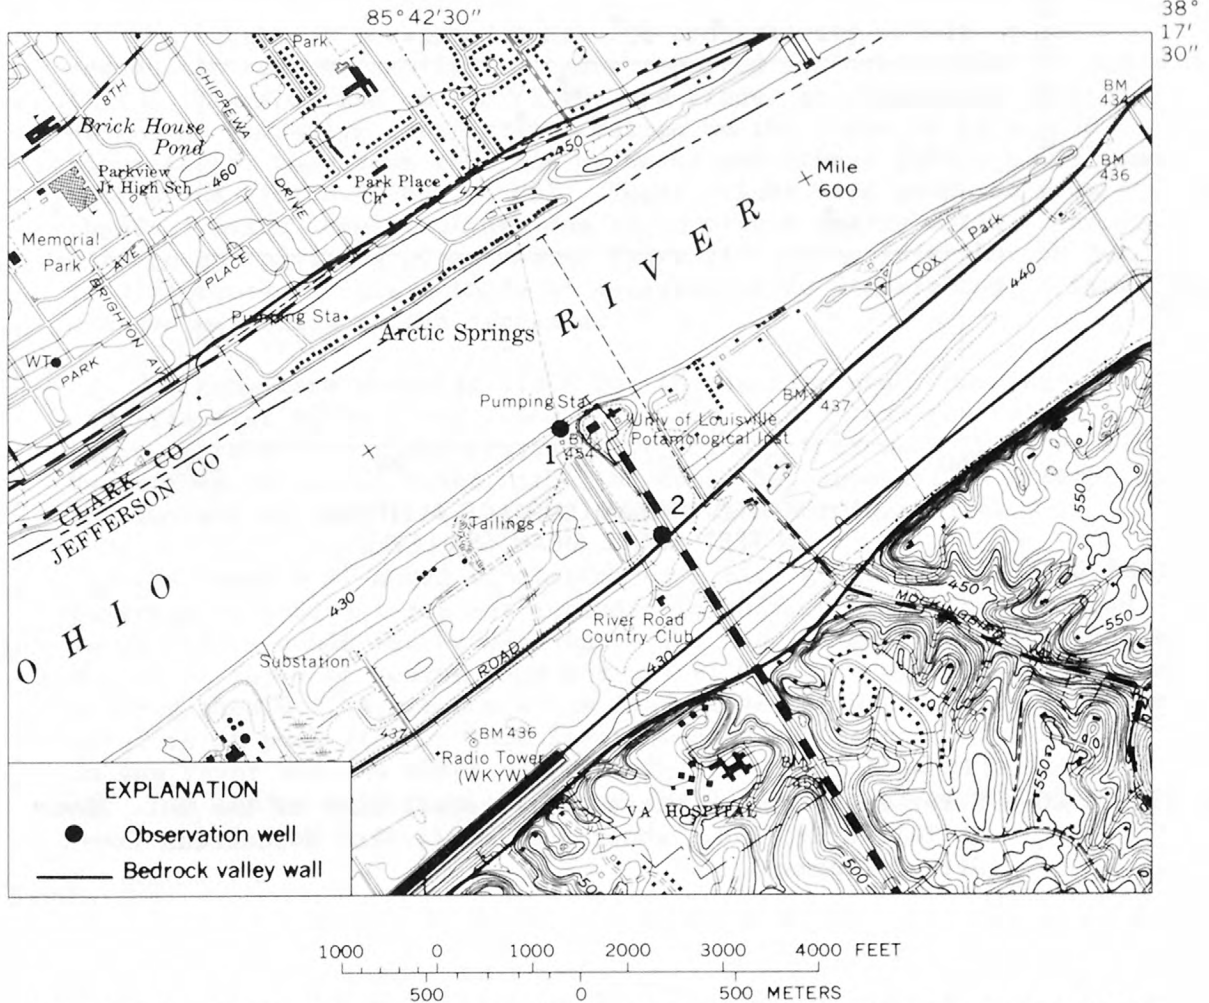 85°42'30"
38°
17'
30"
Park
8TH
CHIPPEWA
DRIVE
Brick House
Pond
460
Parkview
Jr High Sch
Park Place
Ch
472
450
Mile
600
BM
434
BM
436
Memorial
Park
AVE
PLACE
BRIGHTON AVE
Pumping Sta
WT
PARK
Arctic Springs
RIVER
Park
Cox
440
Pumping Sta
Univ of Louisville
Potamological Inst
BM
454
1
BM
437
CLARK CO
JEFFERSON CO
2
Tailings
550
OHIO
430
River Road
Country Club
430
MOCKINGBIRD
450
550
Substation
ROAD
437
BM 436
Radio Tower
(WKYW)
BM
VA HOSPITAL
550
500
EXPLANATION
Observation well
Bedrock valley wall
1000 0 1000 2000 3000 4000 FEET
500 0 500 METERS